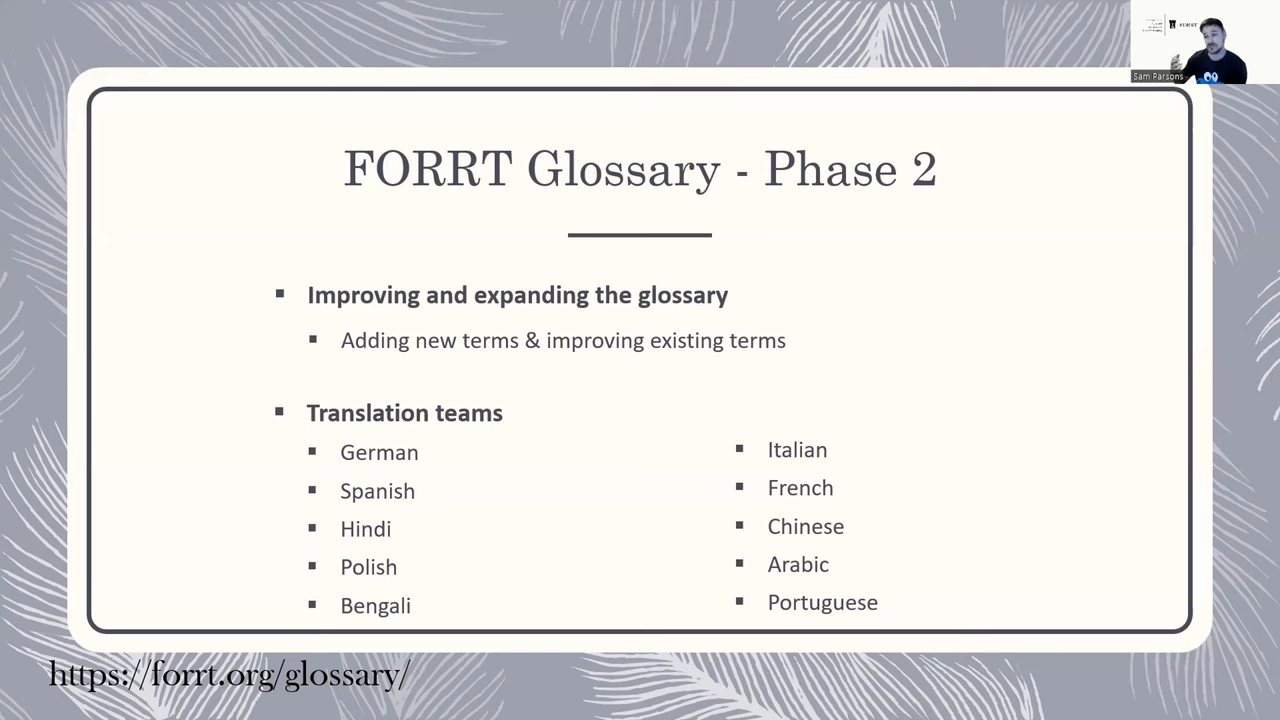 FORRT
Sam Parsons
FORRT Glossary - Phase 2
Improving and expanding the glossary
Adding new terms & improving existing terms
Translation teams
German
Spanish
Hindi
Polish
Bengali
Italian
French
Chinese
Arabic
Portuguese
https://forrt.org/glossary/